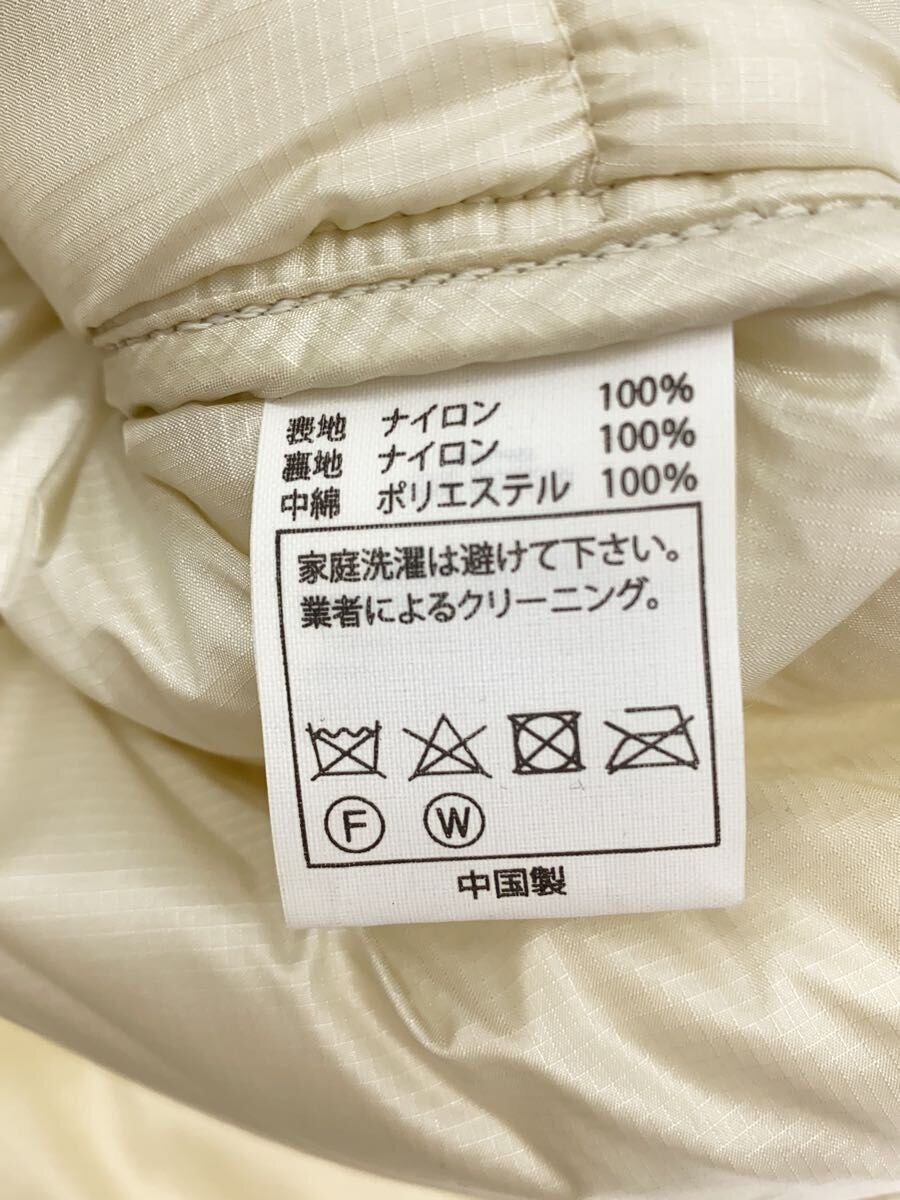 表地 ナイロン 100%
裏地 ナイロン 100%
中綿 ポリエステル 100%
家庭洗濯は避けて下さい。
業者によるクリーニング。
F W
中国製